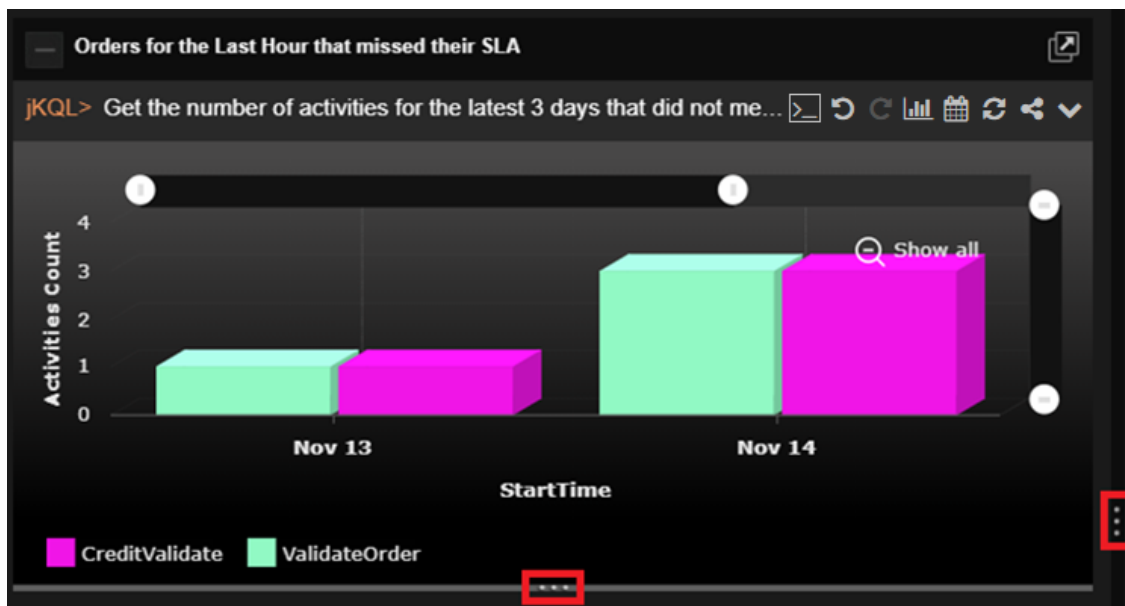 Orders for the Last Hour that missed their SLA
jKQL> Get the number of activities for the latest 3 days that did not me...
Show all
Activities Count
4
3
2
1
0
Nov 13 Nov 14
StartTime
CreditValidate ValidateOrder